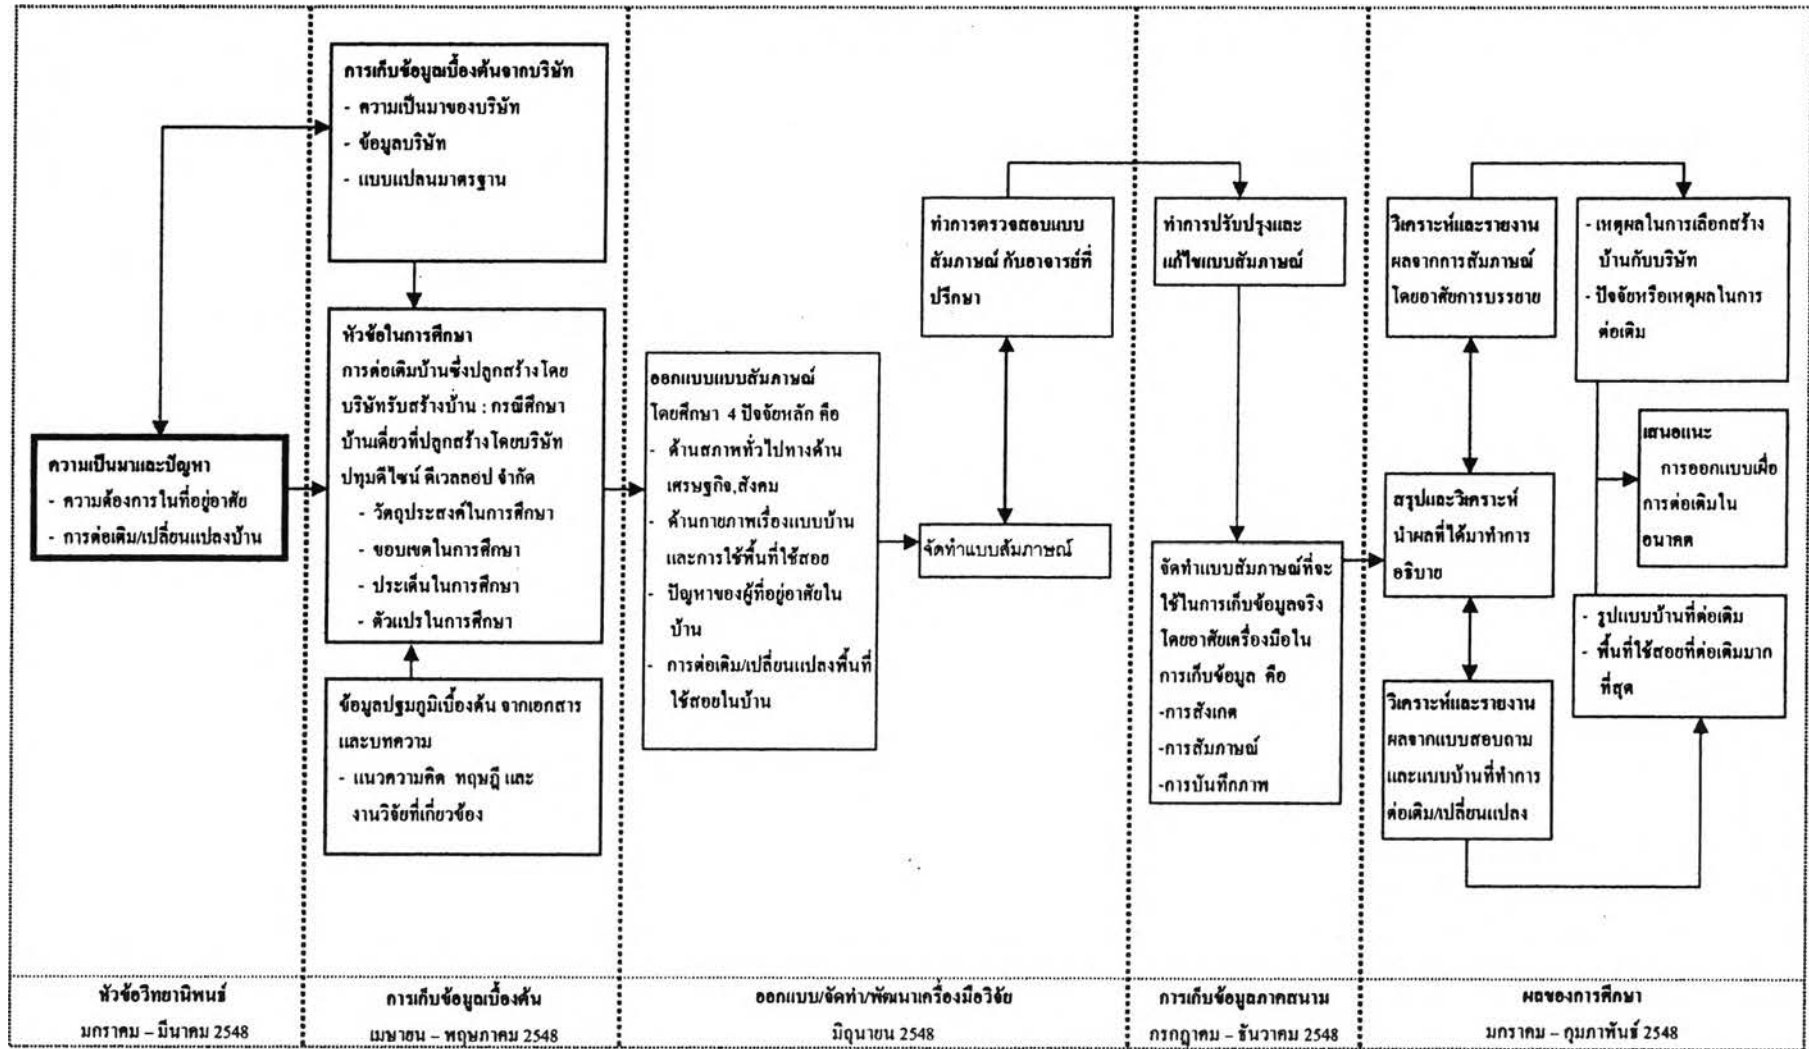 การเก็บข้อมูลเบื้องต้นจากบริษัท
- ความเป็นมาของบริษัท
- ข้อมูลบริษัท
- แบบแปลนมาตรฐาน
ความเป็นมาและปัญหา
- ความต้องการในที่อยู่อาศัย
- การต่อเติม/เปลี่ยนแปลงบ้าน
หัวข้อในการศึกษา
การต่อเติมบ้านซึ่งปลูกสร้างโดย
บริษัทรับสร้างบ้าน : กรณีศึกษา
บ้านเดี่ยวที่ปลูกสร้างโดยบริษัท
ปทุมดีไซน์ ดีเวลลอป จำกัด
- วัตถุประสงค์ในการศึกษา
- ขอบเขตในการศึกษา
- ประเด็นในการศึกษา
- ตัวแปรในการศึกษา
ข้อมูลปฐมภูมิเบื้องต้น จากเอกสาร
และบทความ
- แนวความคิด ทฤษฎี และ
งานวิจัยที่เกี่ยวข้อง
ออกแบบแบบสัมภาษณ์
โดยศึกษา 4 ปัจจัยหลัก คือ
- ด้านสภาพทั่วไปทางด้าน
เศรษฐกิจ,สังคม
- ด้านกายภาพเรื่องแบบบ้าน
และการใช้พื้นที่ใช้สอย
- ปัญหาของผู้ที่อยู่อาศัยใน
บ้าน
- การต่อเติม/เปลี่ยนแปลงพื้นที่
ใช้สอยในบ้าน
ทำการตรวจสอบแบบ
สัมภาษณ์ กับอาจารย์ที่
ปรึกษา
จัดทำแบบสัมภาษณ์
ทำการปรับปรุงและ
แก้ไขแบบสัมภาษณ์
จัดทำแบบสัมภาษณ์ที่จะ
ใช้ในการเก็บข้อมูลจริง
โดยอาศัยเครื่องมือใน
การเก็บข้อมูล คือ
-การสังเกต
-การสัมภาษณ์
-การบันทึกภาพ
วิเคราะห์และรายงาน
ผลจากการสัมภาษณ์
โดยอาศัยการบรรยาย
สรุปและวิเคราะห์
นำผลที่ได้มาทำการ
อธิบาย
วิเคราะห์และรายงาน
ผลจากแบบสอบถาม
และแบบบ้านที่ทำการ
ต่อเติม/เปลี่ยนแปลง
- เหตุผลในการเลือกสร้าง
บ้านกับบริษัท
- ปัจจัยหรือเหตุผลในการ
ต่อเติม
เสนอแนะ
การออกแบบเผื่อ
การต่อเติมใน
อนาคต
- รูปแบบบ้านที่ต่อเติม
- พื้นที่ใช้สอยที่ต่อเติมมาก
ที่สุด
หัวข้อวิทยานิพนธ์
มกราคม – มีนาคม 2548
การเก็บข้อมูลเบื้องต้น
เมษายน – พฤษภาคม 2548
ออกแบบ/จัดทำ/พัฒนาเครื่องมือวิจัย
มิถุนายน 2548
การเก็บข้อมูลภาคสนาม
กรกฎาคม – ธันวาคม 2548
ผลของการศึกษา
มกราคม – กุมภาพันธ์ 2548